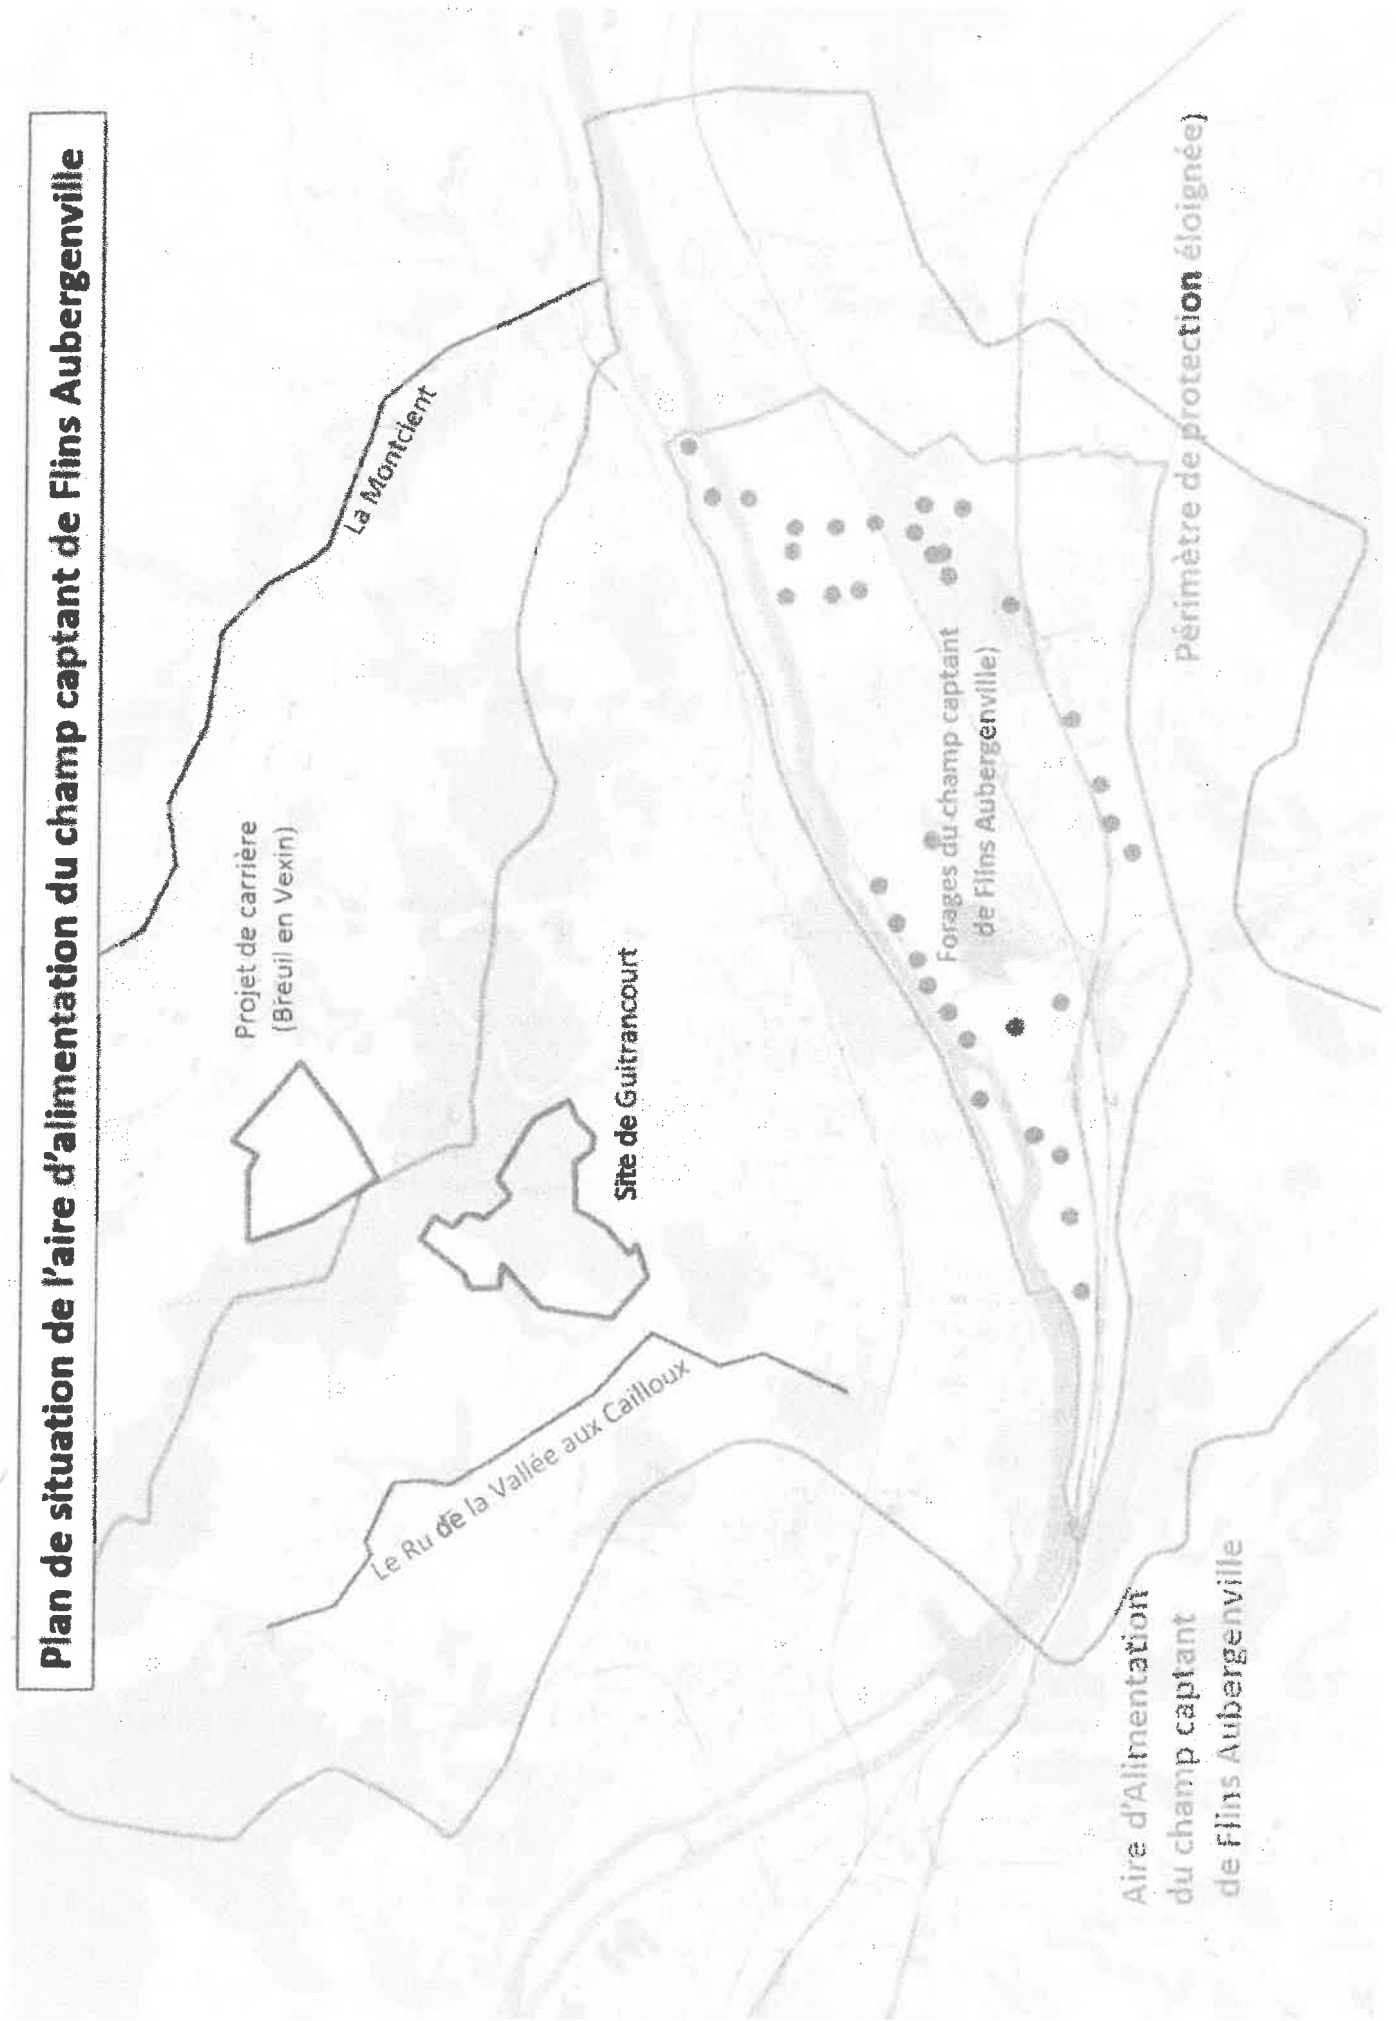 Plan de situation de l'aire d'alimentation du champ captant de Flins Aubergenville
La Montcient
Projet de carrière
(Breuil en Vexin)
Site de Guitrancourt
Le Ru de la Vallée aux Cailloux
Forages du champ captant
de Flins Aubergenville)
Périmètre de protection éloignée)
Aire d'Alimentation
du champ captant
de Flins Aubergenville